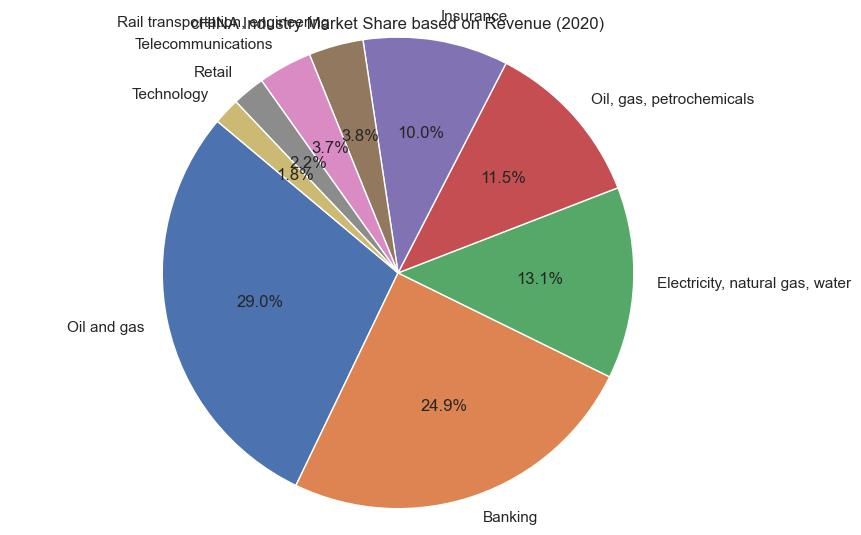 cHINA Industry Market Share based on Revenue (2020)
Insurance
Rail transportation, engineering
Telecommunications
Retail
Technology
Oil, gas, petrochemicals
Electricity, natural gas, water
Oil and gas
Banking
10.0%
3.8%
3.7%
2.2%
1.8%
11.5%
13.1%
29.0%
24.9%